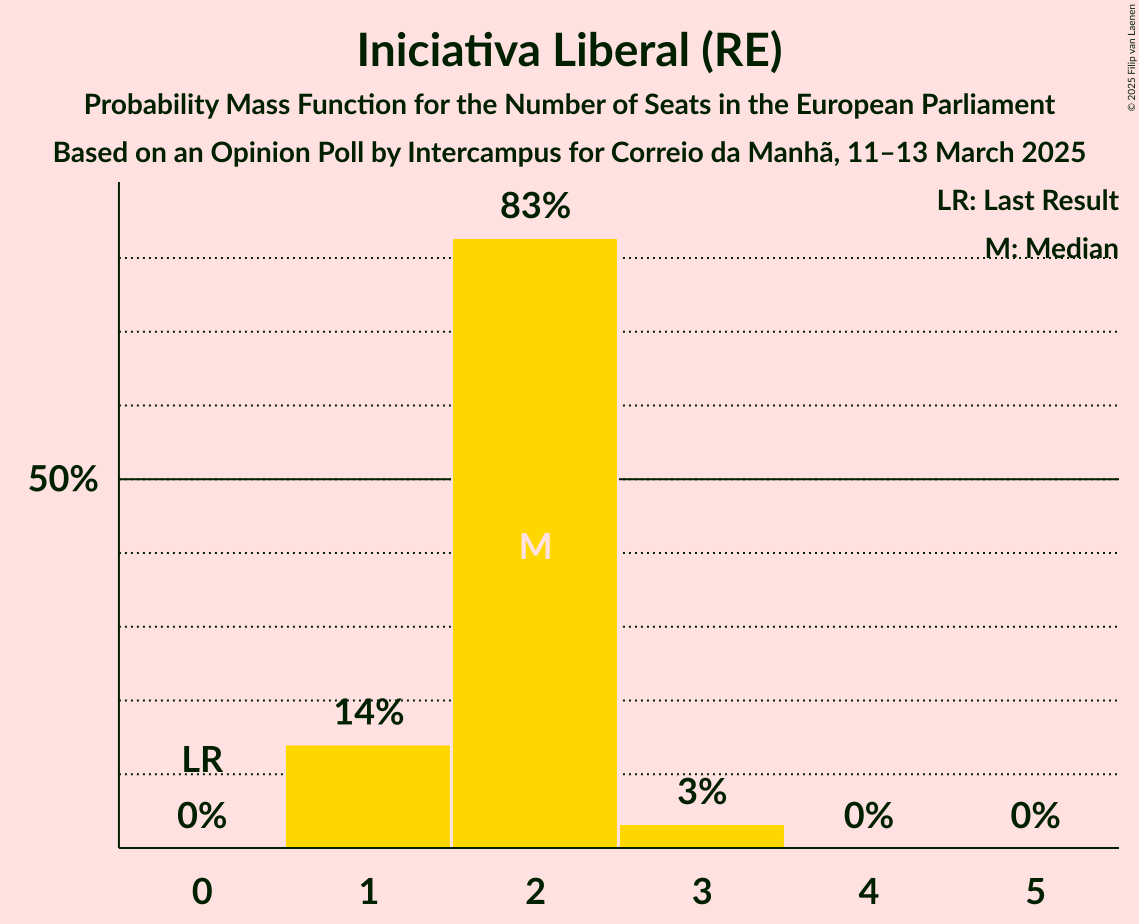 Iniciativa Liberal (RE)
Probability Mass Function for the Number of Seats in the European Parliament
Based on an Opinion Poll by Intercampus for Correio da Manhã, 11–13 March 2025
© 2025 Filip van Laenen
LR: Last Result
M: Median
83%
50%
M
14%
LR
3%
0%
0%
0%
0 1 2 3 4 5